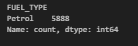 FUEL_TYPE
Petrol    5888
Name: count, dtype: int64